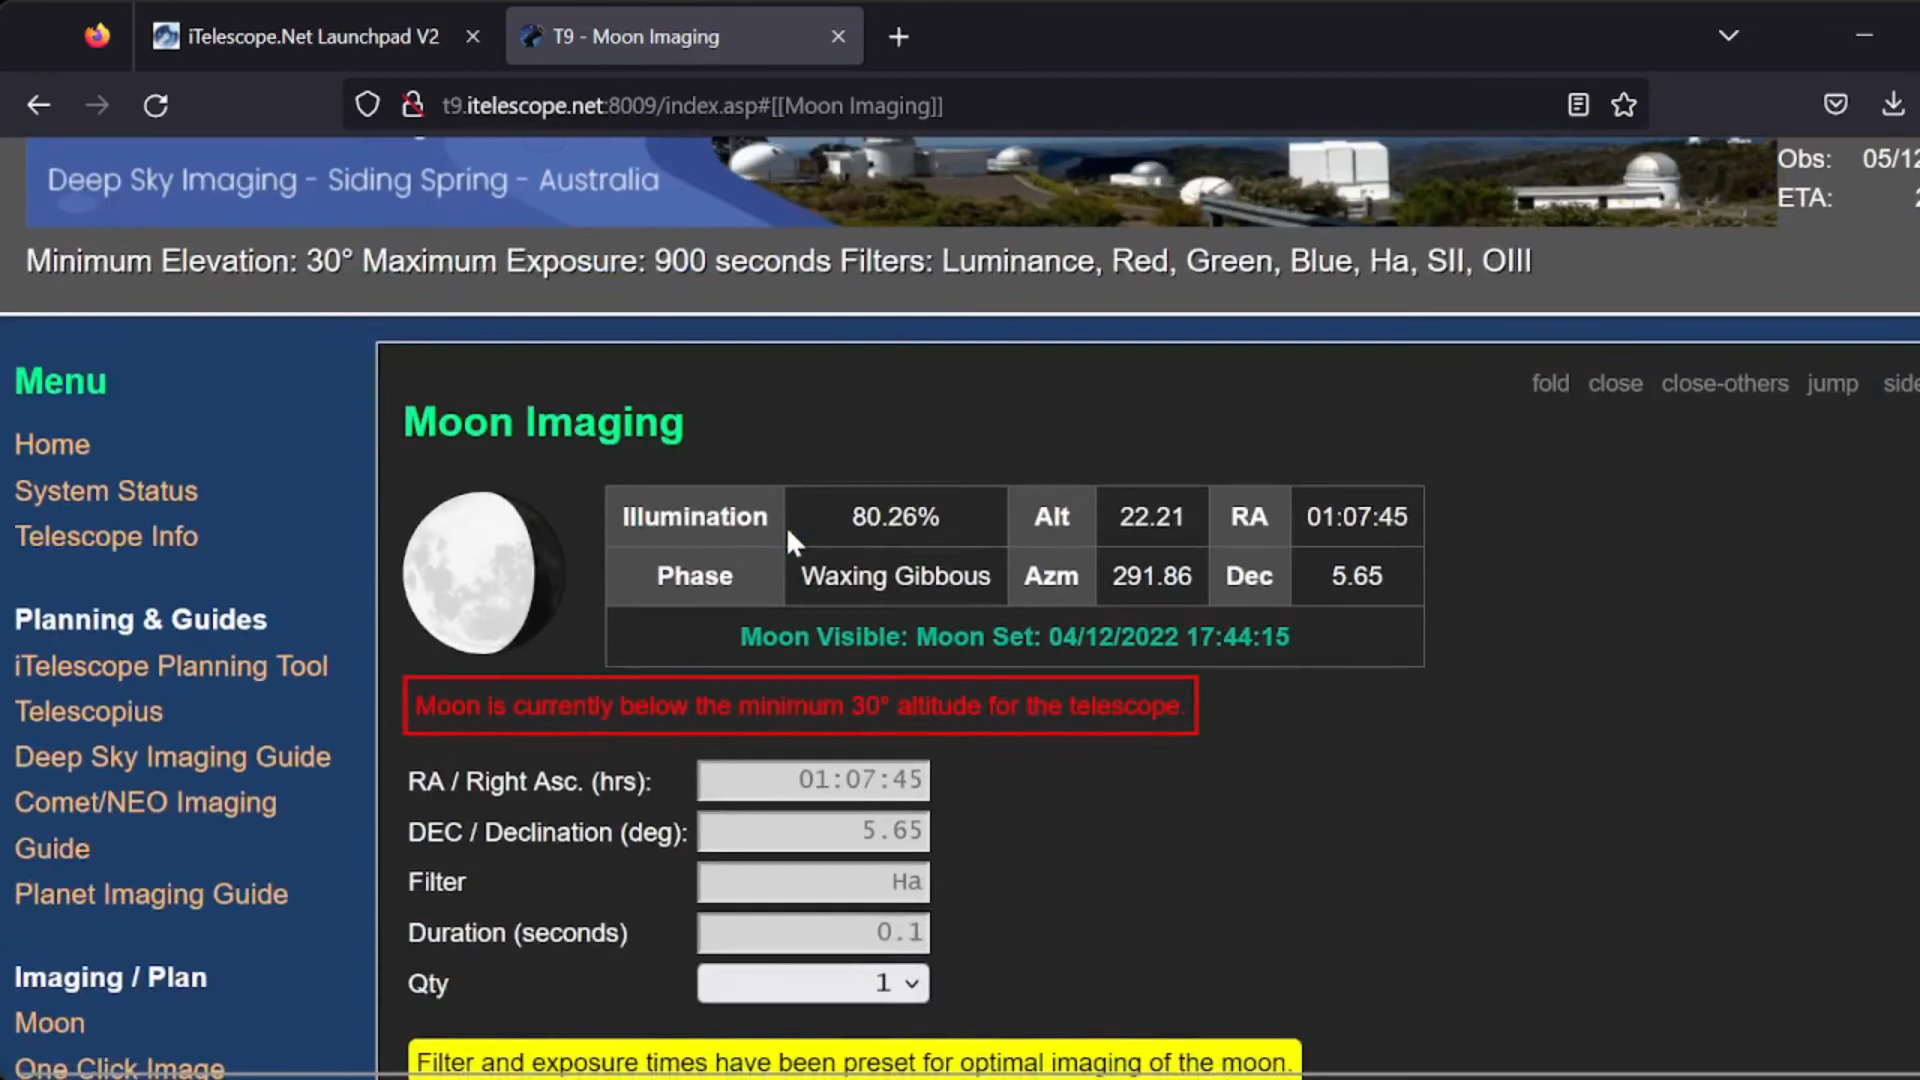 iTelescope.Net Launchpad V2
T9 - Moon Imaging
t9.itelescope.net:8009/index.asp#[[Moon Imaging]]
Deep Sky Imaging - Siding Spring - Australia
Obs: 05/12
ETA: 2
Minimum Elevation: 30° Maximum Exposure: 900 seconds Filters: Luminance, Red, Green, Blue, Ha, SII, OIII
Menu
Home
System Status
Telescope Info
Planning & Guides
iTelescope Planning Tool
Telescopius
Deep Sky Imaging Guide
Comet/NEO Imaging
Guide
Planet Imaging Guide
Imaging / Plan
Moon
One Click Image
fold close close-others jump side
Moon Imaging
Illumination 80.26% Alt 22.21 RA 01:07:45
Phase Waxing Gibbous Azm 291.86 Dec 5.65
Moon Visible: Moon Set: 04/12/2022 17:44:15
Moon is currently below the minimum 30° altitude for the telescope.
RA / Right Asc. (hrs): 01:07:45
DEC / Declination (deg): 5.65
Filter Ha
Duration (seconds) 0.1
Qty 1
Filter and exposure times have been preset for optimal imaging of the moon.